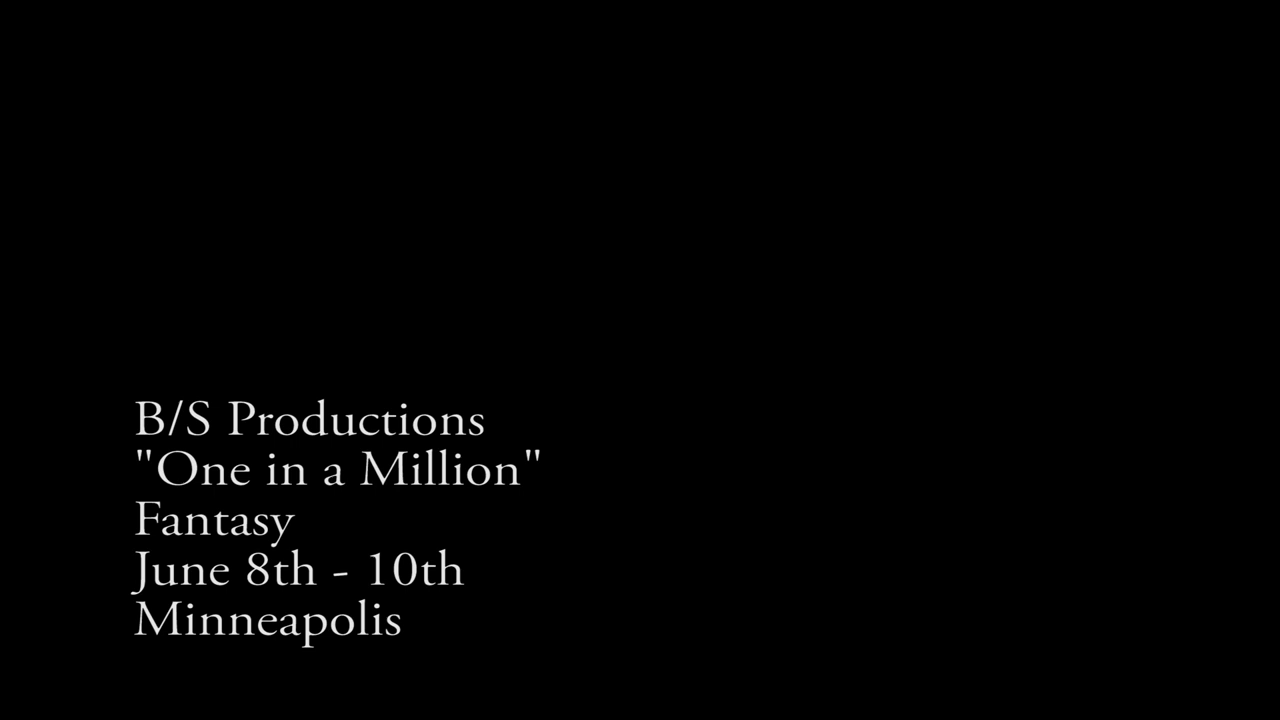 B/S Productions
"One in a Million"
Fantasy
June 8th - 10th
Minneapolis